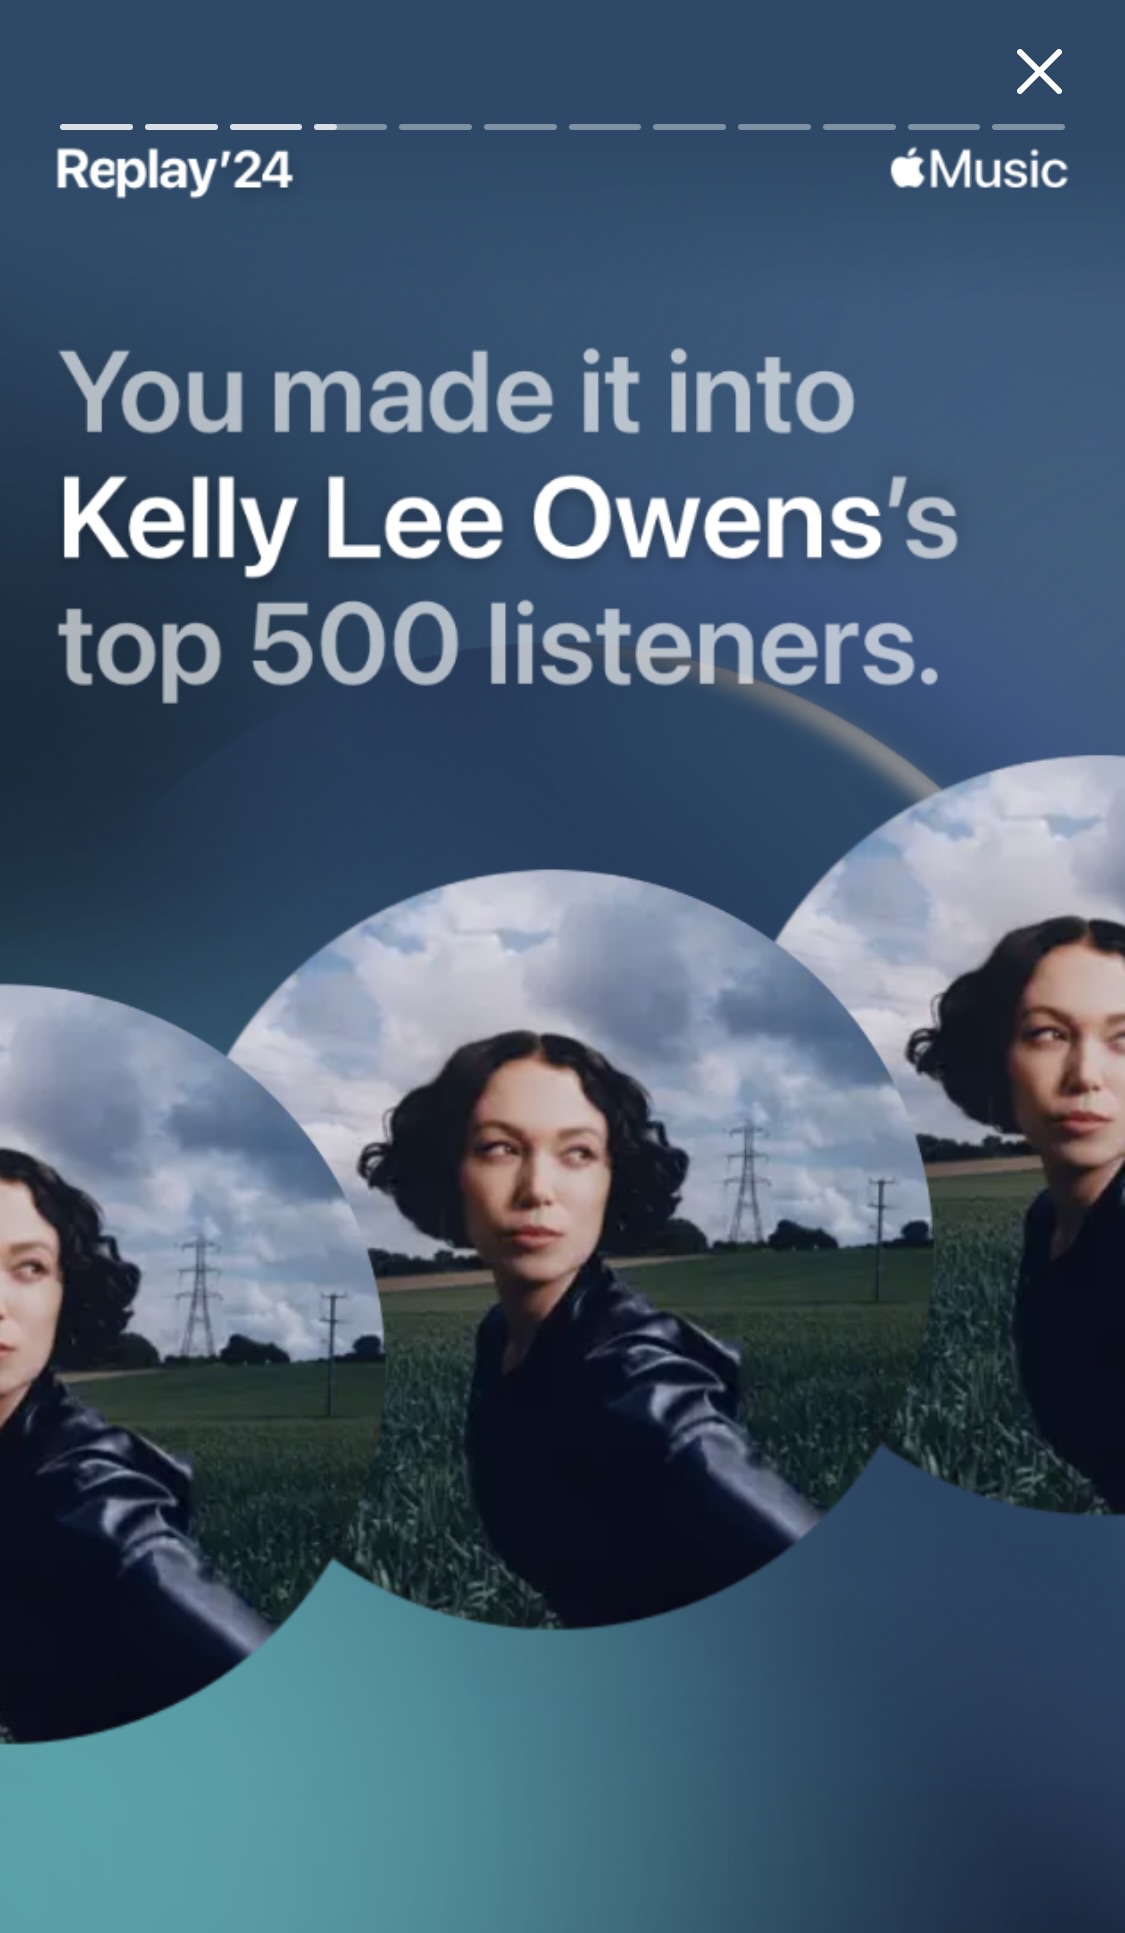 Replay’24
Music
You made it into
Kelly Lee Owens’s
top 500 listeners.